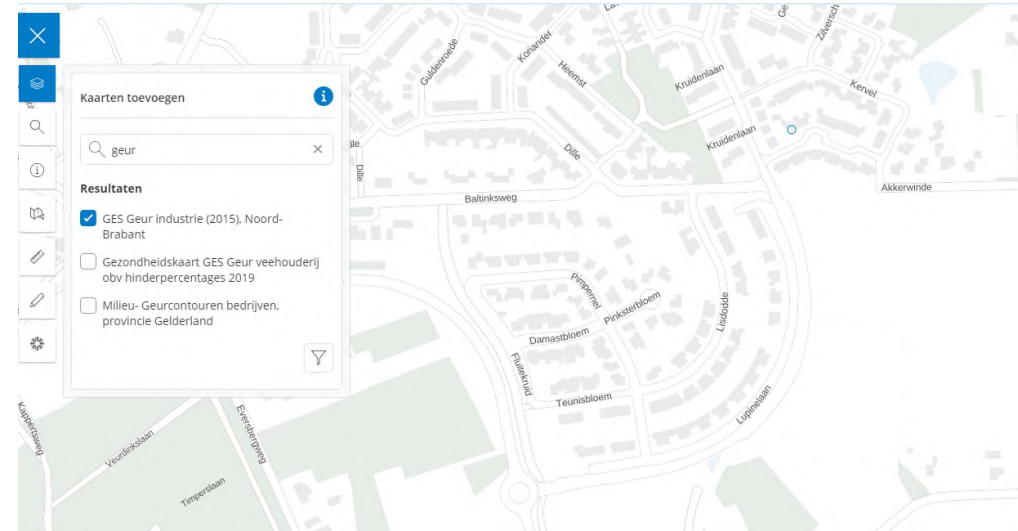 Kaarten toevoegen
geur
Resultaten
GES Geur industrie (2015), Noord-
Brabant
Gezondheidskaart GES Geur veehouderij
obv hinderpercentages 2019
Milieu- Geurcontouren bedrijven,
provincie Gelderland
Guldenroede
Koriander
Heemst
Kruidenlaan
Zilversch
Ge
Kervel
Kruidenlaan
Dille
Dille
Baltinksweg
Akkerwinde
Pimpernel
Pinksterbloem
Lisdodde
Damastbloem
Fluitekruid
Teunisbloem
Lupinelaan
Kappertsweg
Veurdinkslaan
Eversbergweg
Timperslaan